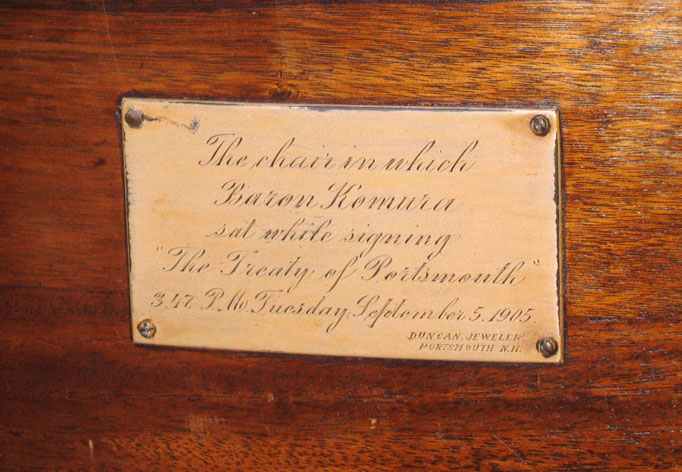 The chair in which
Baron Komura
sat while signing
"The Treaty of Portsmouth"
3.47 P.M. Tuesday, September 5, 1905.
DUNCAN, JEWELER
PORTSMOUTH N.H.